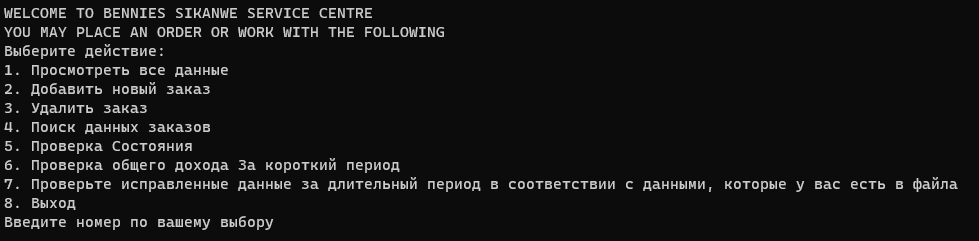 WELCOME TO BENNIES SIKANWE SERVICE CENTRE
YOU MAY PLACE AN ORDER OR WORK WITH THE FOLLOWING
Выберите действие:
1. Просмотреть все данные
2. Добавить новый заказ
3. Удалить заказ
4. Поиск данных заказов
5. Проверка Состояния
6. Проверка общего дохода За короткий период
7. Проверьте исправленные данные за длительный период в соответствии с данными, которые у вас есть в файла
8. Выход
Введите номер по вашему выбору